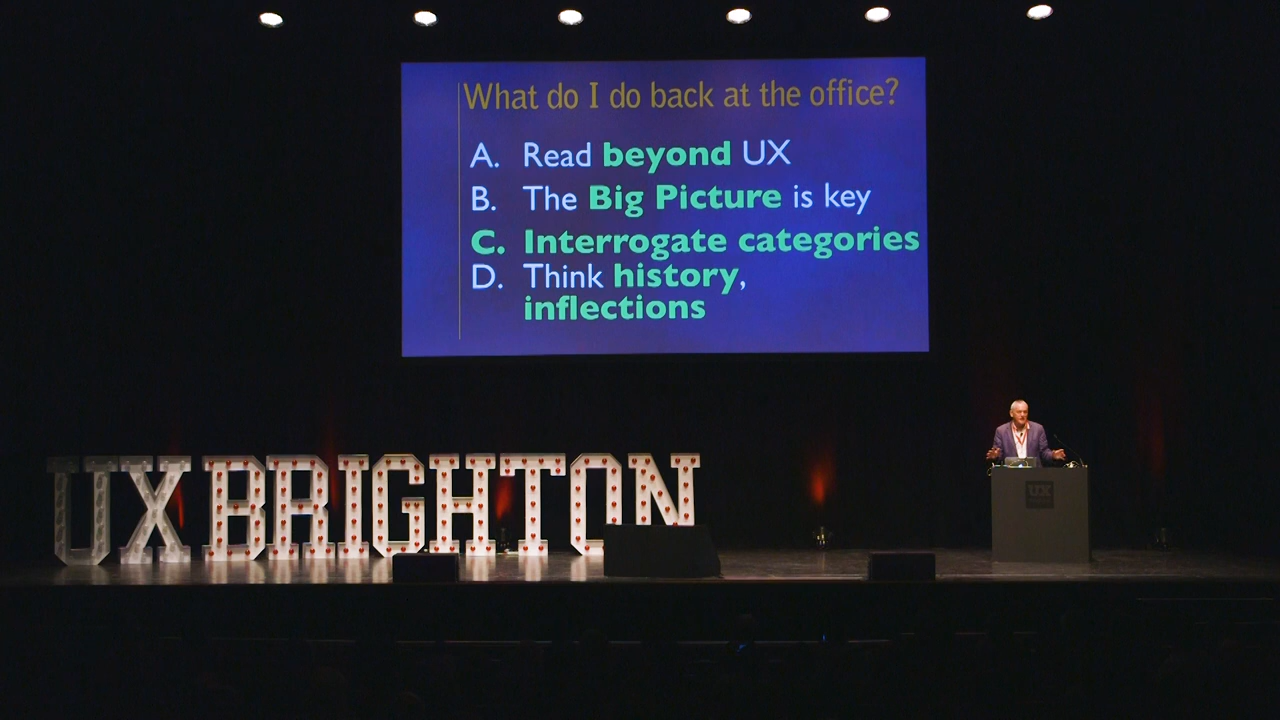 What do I do back at the office?
A. Read beyond UX
B. The Big Picture is key
C. Interrogate categories
D. Think history,
inflections
UX BRIGHTON
ux